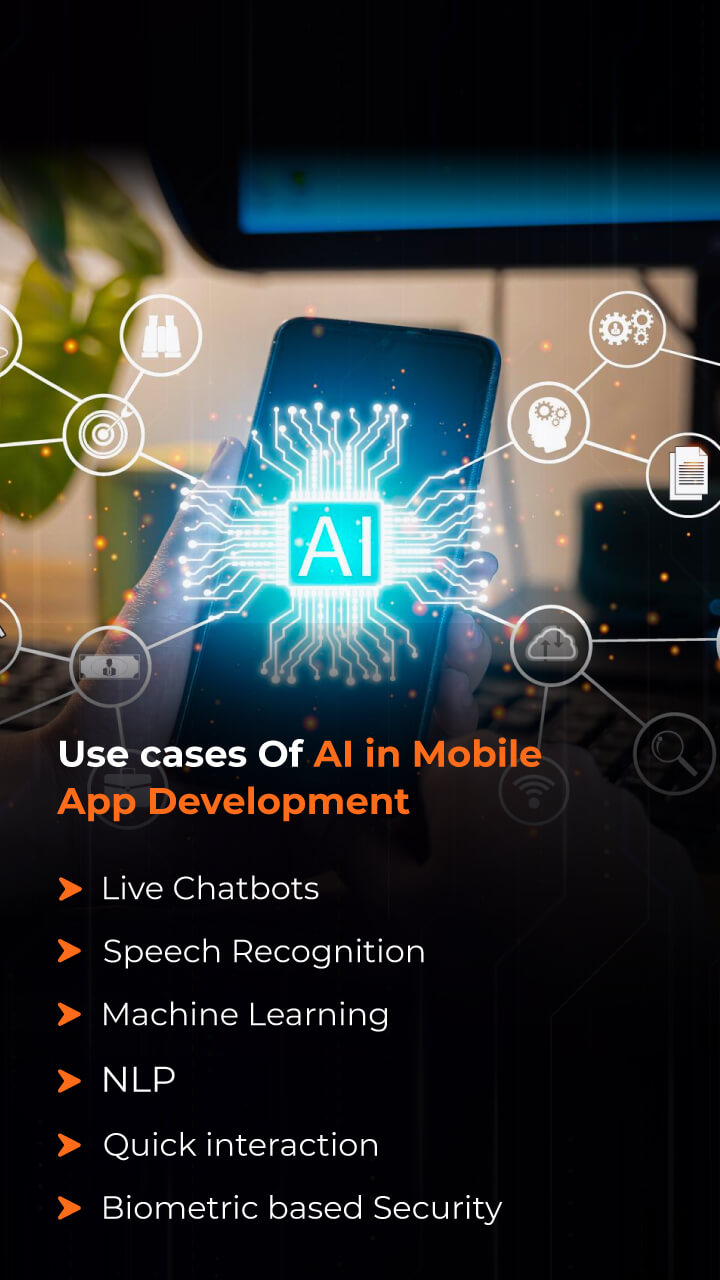 AI
Use cases Of AI in Mobile
App Development
Live Chatbots
Speech Recognition
Machine Learning
NLP
Quick interaction
Biometric based Security